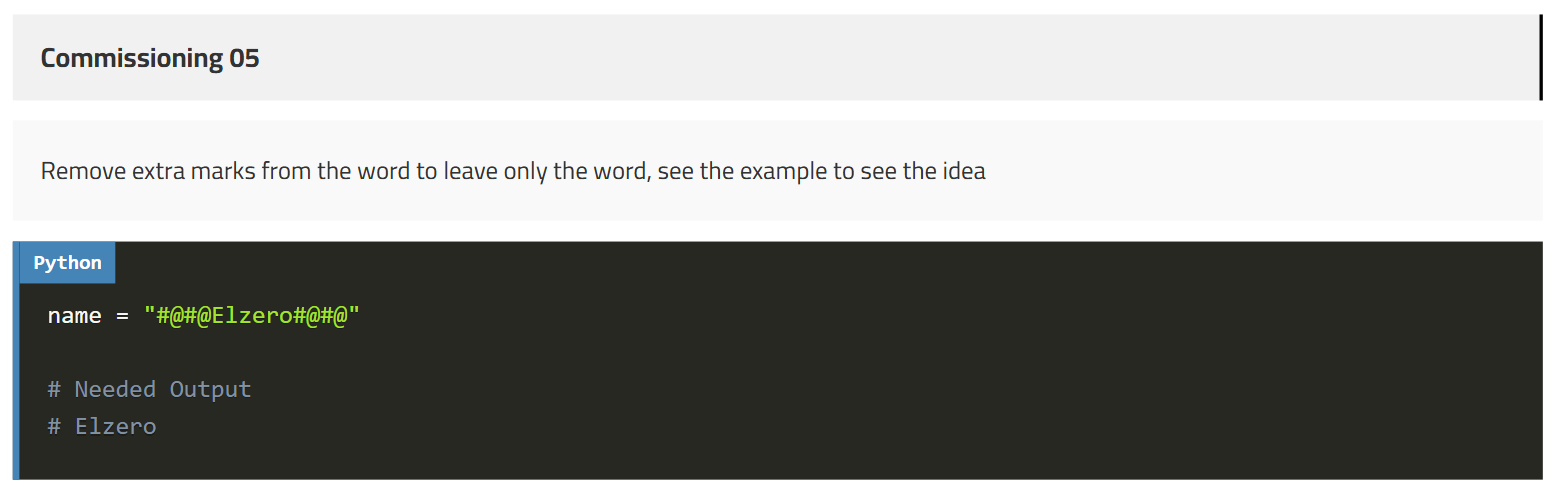 Commissioning 05
Remove extra marks from the word to leave only the word, see the example to see the idea
Python
name = "#@#@Elzero#@#@"
# Needed Output
# Elzero